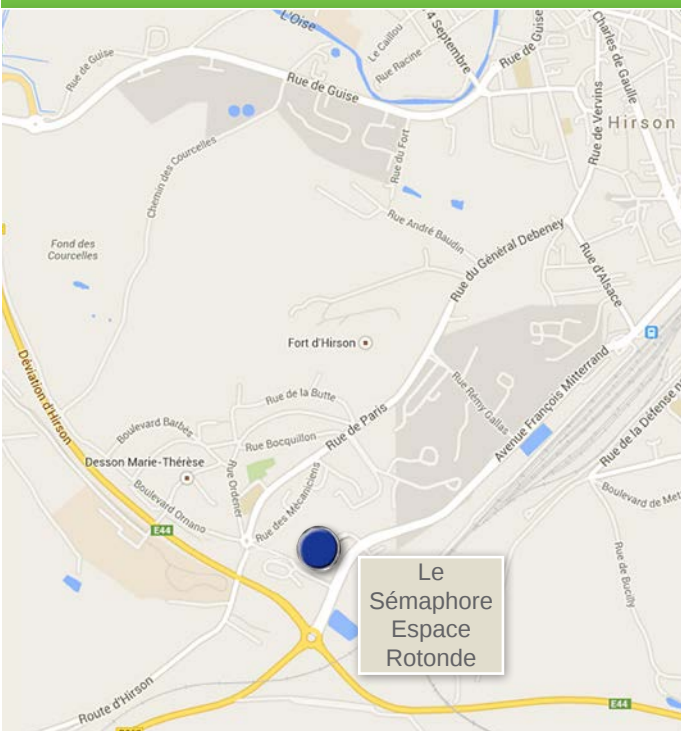 L'Oise
Le Caillou
4 Septembre
Rue Racine
Rue de Guise
Charles de Gaulle
Rue de Guise
Rue de Guise
Rue de Vervins
Hirson
Rue du Fort
Chemin des Courcelles
Rue André Baudin
Rue du Général Debeney
Fond des
Courcelles
Rue d'Alsace
Fort d'Hirson
Déviation d'Hirson
Avenue François Mitterrand
Rue Rémy Gallas
Rue de la Butte
Boulevard Barbès
Rue de Paris
Rue Bocquillon
Rue de la Défense
Desson Marie-Thérèse
Rue Ordener
Rue des Mécaniciens
Boulevard Ornano
Boulevard de Met
E44
Rue de Bucilly
Le
Sémaphore
Espace
Rotonde
Route d'Hirson
E44